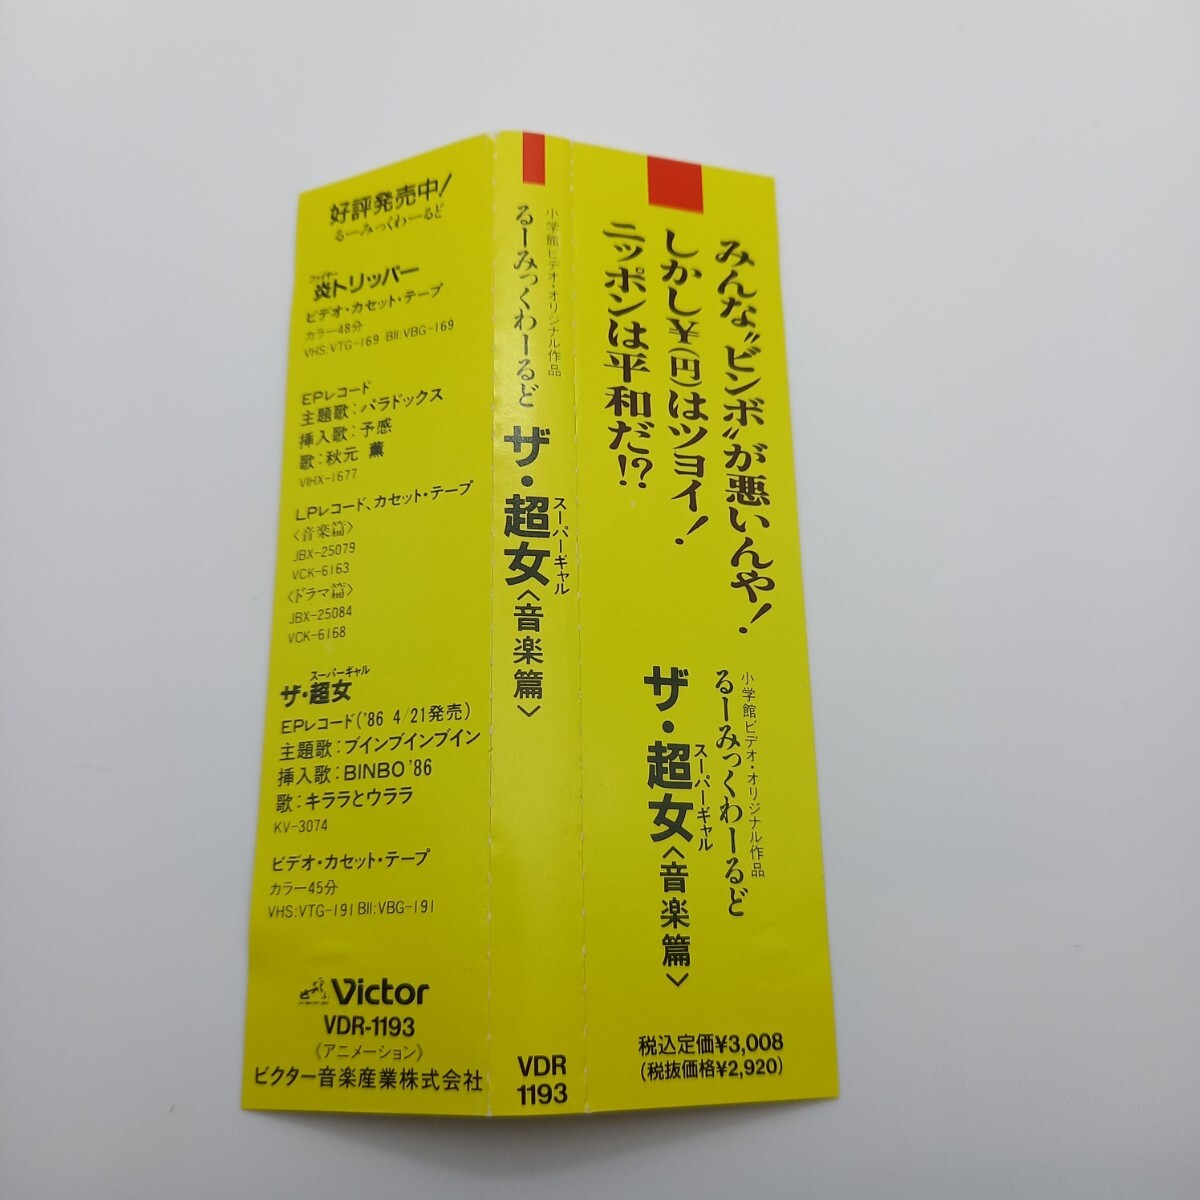 みんな"ビンボ"が悪いんや!
しかし¥(円)はツヨイ!
ニッポンは平和だ!?
小学館ビデオ・オリジナル作品
るーみっくわーるど
スーパーギャル
ザ・超女〈音楽篇〉
税込定価¥3,008
(税抜価格¥2,920)
小学館ビデオ・オリジナル作品
るーみっくわーるど
スーパーギャル
ザ・超女〈音楽篇〉
VDR
1193
好評発売中!
るーみっくわーるど
ファイヤー
炎トリッパー
ビデオ・カセット・テープ
カラー48分
VHS:VTG-169 BII:VBG-169
EPレコード
主題歌:パラドックス
挿入歌:予感
歌:秋元 薫
VIHX-1677
LPレコード、カセット・テープ
〈音楽篇〉
JBX-25079
VCK-6163
〈ドラマ篇〉
JBX-25084
VCK-6168
スーパーギャル
ザ・超女
EPレコード('86 4/21発売)
主題歌:ブインブインブイン
挿入歌:BINBO'86
歌:キララとウララ
KV-3074
ビデオ・カセット・テープ
カラー45分
VHS:VTG-191 BII:VBG-191
Victor
VDR-1193
《アニメーション》
ビクター音楽産業株式会社